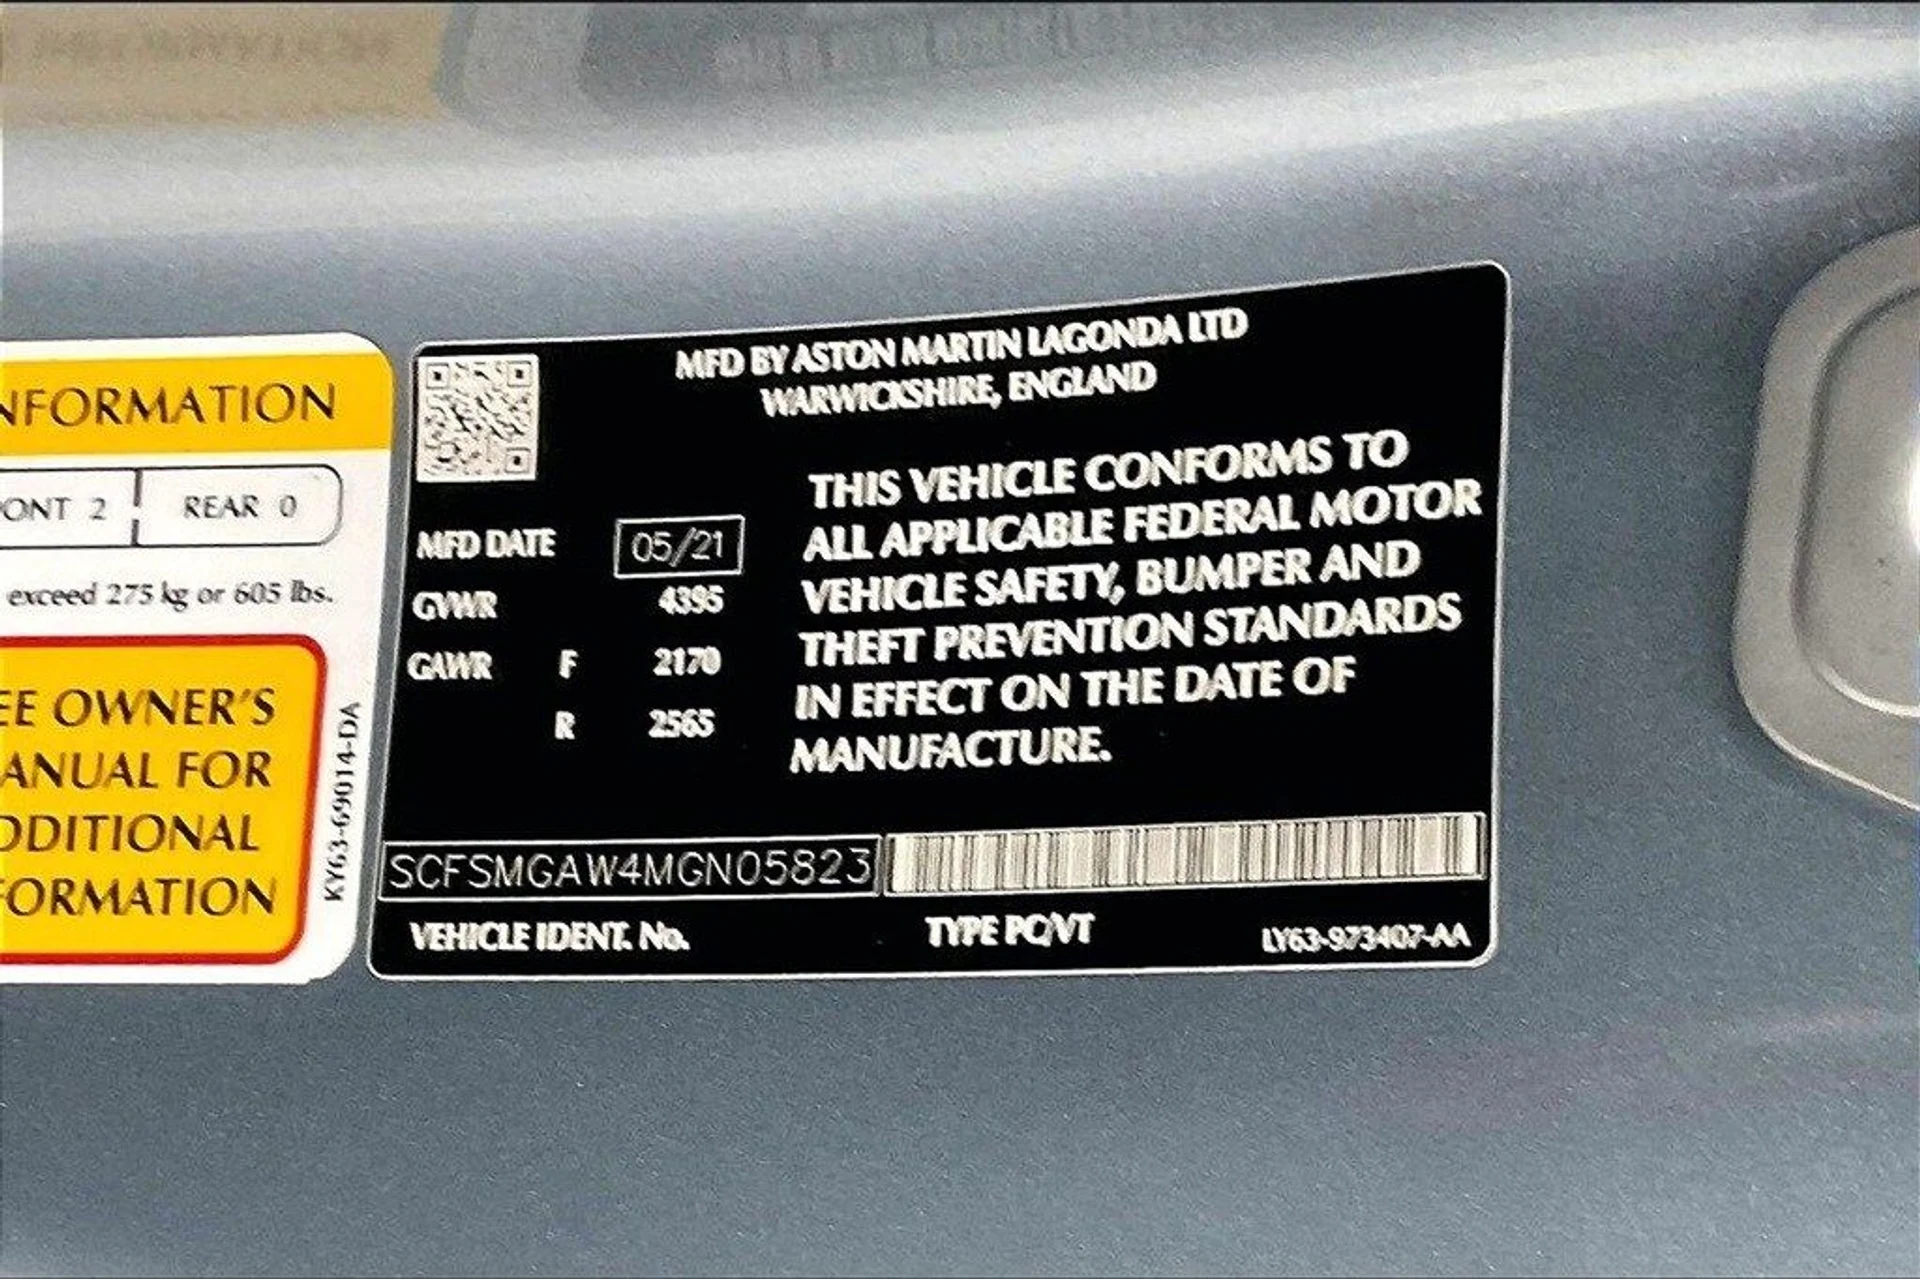 NFORMATION
ONT 2
REAR 0
exceed 275 kg or 605 lbs.
EE OWNER'S
ANUAL FOR
DDITIONAL
FORMATION
KY63-69014-DA
MFD BY ASTON MARTIN LAGONDA LTD
WARWICKSHIRE, ENGLAND
MFD DATE 05/21
GVWR 4395
GAWR F 2170
R 2565
THIS VEHICLE CONFORMS TO
ALL APPLICABLE FEDERAL MOTOR
VEHICLE SAFETY, BUMPER AND
THEFT PREVENTION STANDARDS
IN EFFECT ON THE DATE OF
MANUFACTURE.
SCFSMGAW4MGN05823
VEHICLE IDENT. No.
TYPE PC/VT
LY63-973407-AA